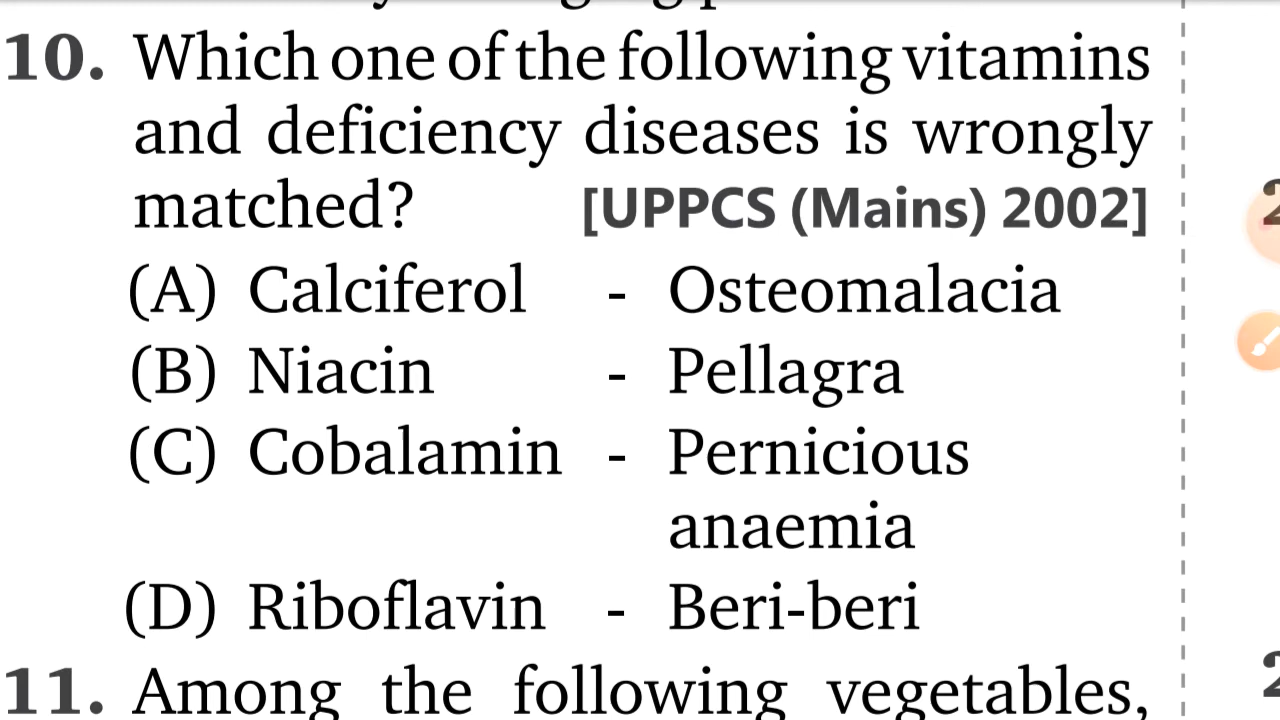 10. Which one of the following vitamins
and deficiency diseases is wrongly
matched? [UPPCS (Mains) 2002]
(A) Calciferol - Osteomalacia
(B) Niacin - Pellagra
(C) Cobalamin - Pernicious
anaemia
(D) Riboflavin - Beri-beri
11. Among the following vegetables,